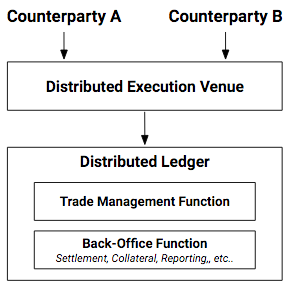 Counterparty A
Counterparty B
Distributed Execution Venue
Distributed Ledger
Trade Management Function
Back-Office Function
Settlement, Collateral, Reporting,, etc..